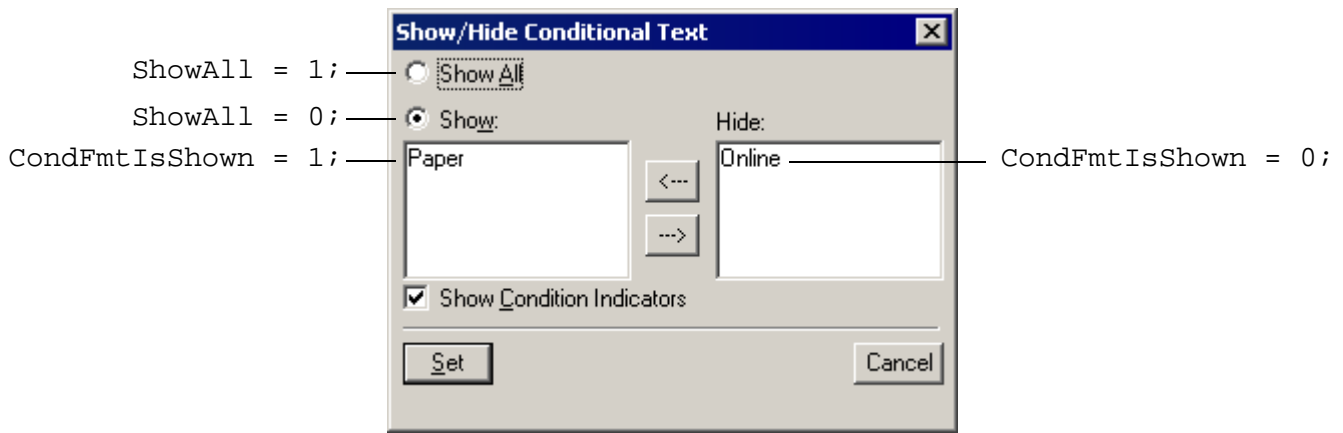 Show/Hide Conditional Text
ShowAll = 1;
Show All
ShowAll = 0;
Show:
Hide:
CondFmtIsShown = 1;
Paper
Online
CondFmtIsShown = 0;
<---
--->
Show Condition Indicators
Set
Cancel